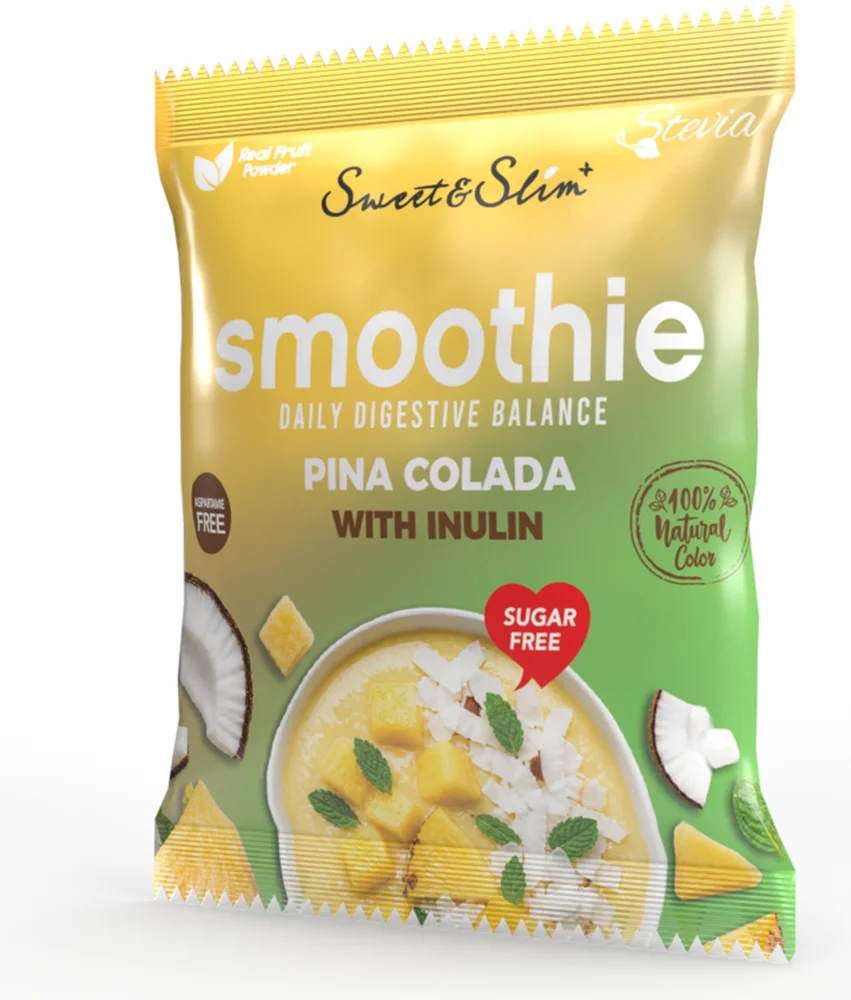 Real Fruit
Powder
Stevia
Sweet&Slim+
smoothie
DAILY DIGESTIVE BALANCE
PINA COLADA
WITH INULIN
ASPARTAME
FREE
100%
Natural
Color
SUGAR
FREE